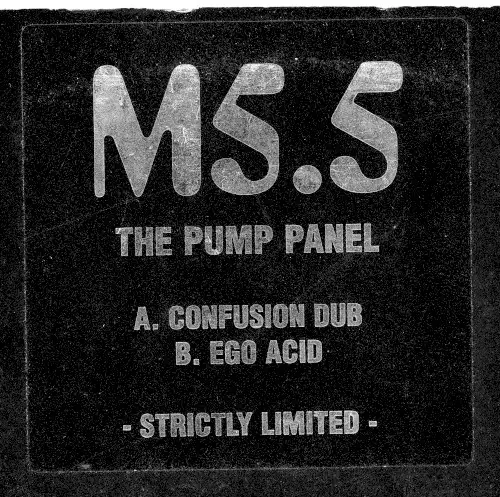 M5.5
THE PUMP PANEL
A. CONFUSION DUB
B. EGO ACID
- STRICTLY LIMITED -